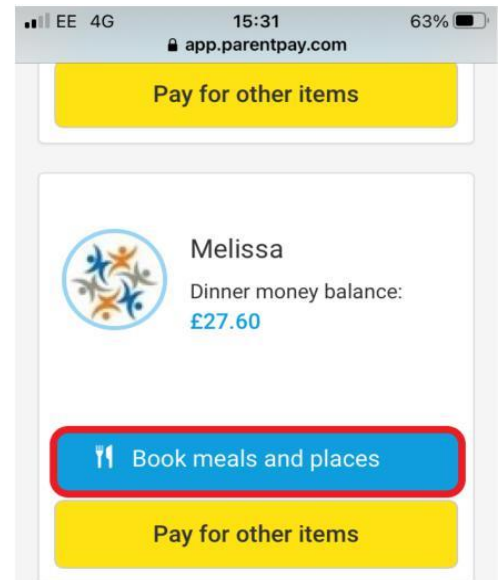 EE 4G 15:31 63%
app.parentpay.com
Pay for other items
Melissa
Dinner money balance:
£27.60
Book meals and places
Pay for other items